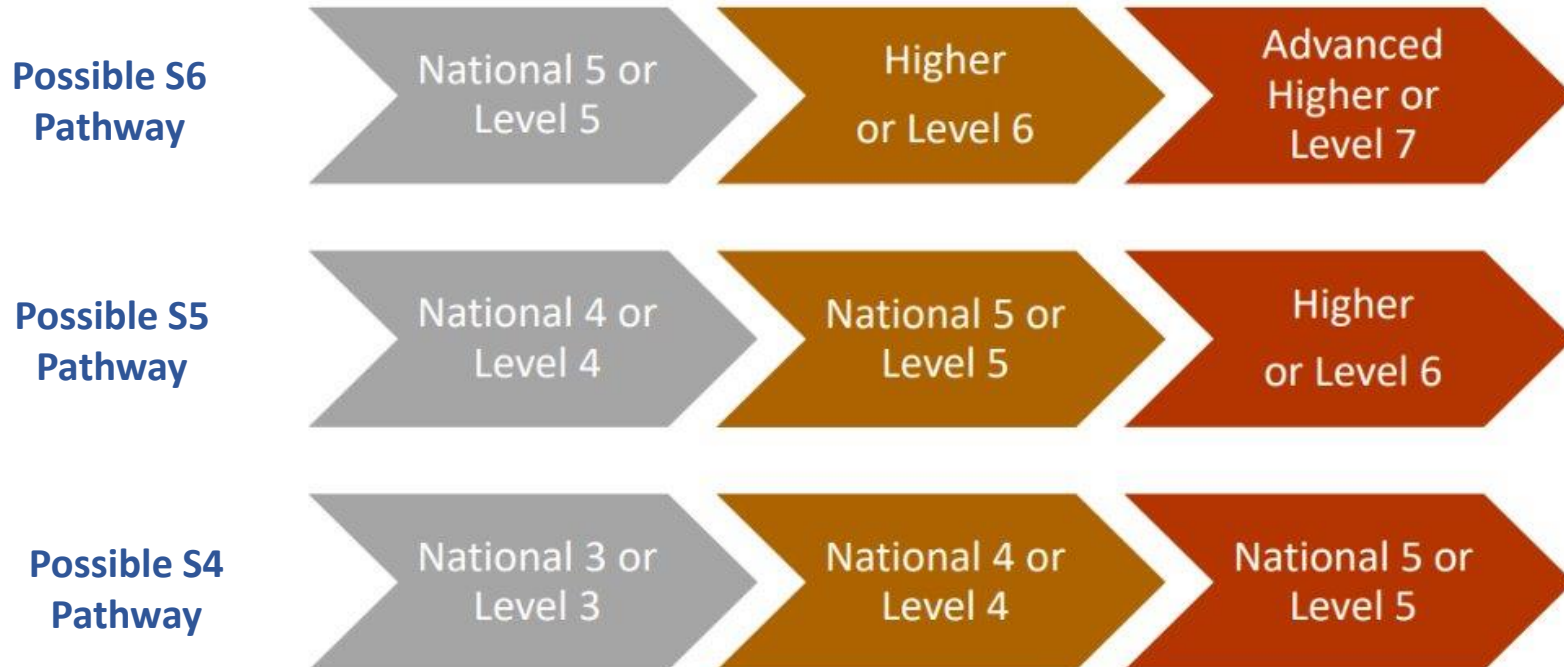 Possible S6
Pathway
National 5 or
Level 5
Higher
or Level 6
Advanced
Higher or
Level 7
Possible S5
Pathway
National 4 or
Level 4
National 5 or
Level 5
Higher
or Level 6
Possible S4
Pathway
National 3 or
Level 3
National 4 or
Level 4
National 5 or
Level 5